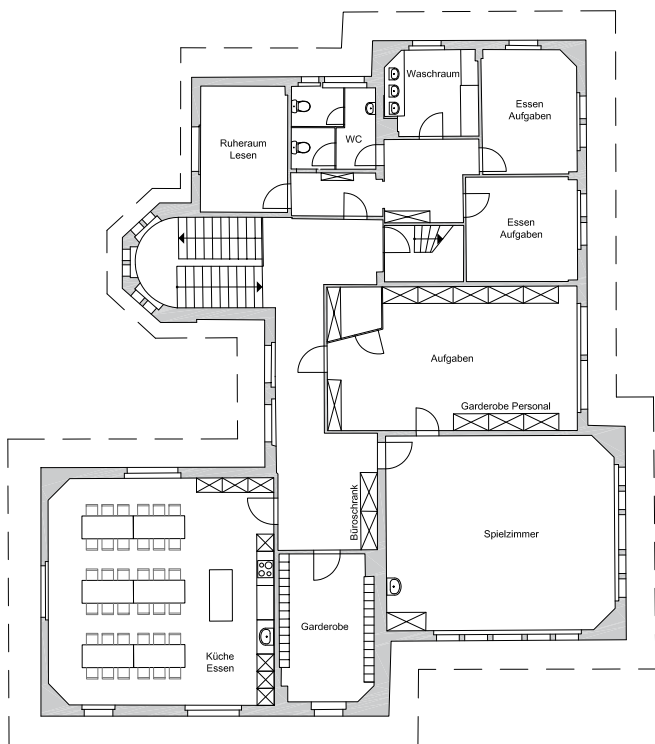 Waschraum
Essen
Aufgaben
Ruheraum
Lesen
WC
Essen
Aufgaben
Aufgaben
Garderobe Personal
Büroschrank
Spielzimmer
Garderobe
Küche
Essen